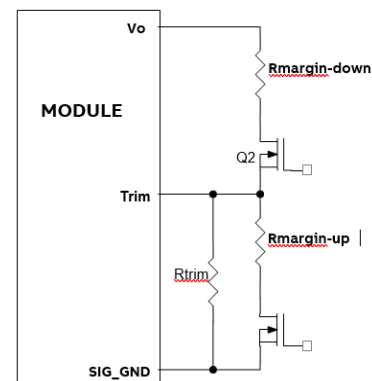 Vo
Rmargin-down
MODULE
Q2
Trim
Rmargin-up
Rtrim
SIG_GND